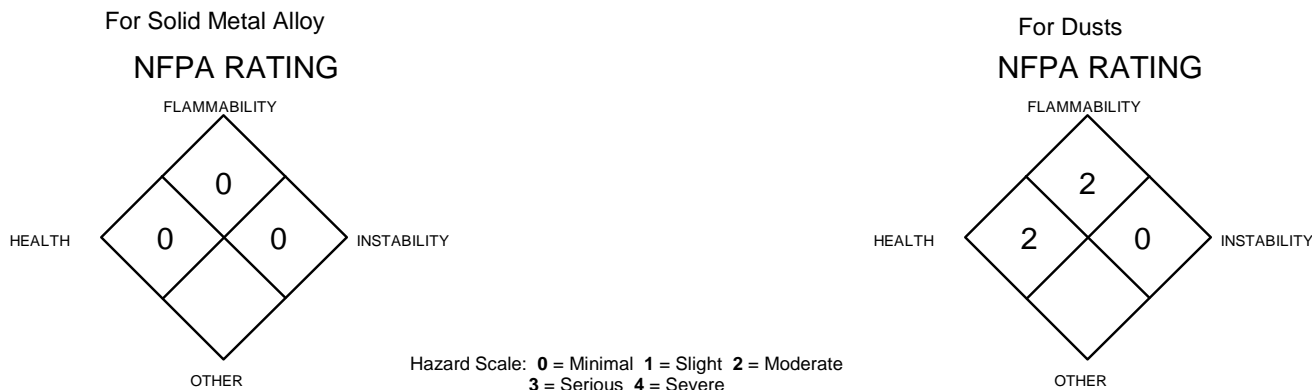 For Solid Metal Alloy
NFPA RATING
FLAMMABILITY
0
HEALTH 0 0 INSTABILITY
OTHER
For Dusts
NFPA RATING
FLAMMABILITY
2
HEALTH 2 0 INSTABILITY
OTHER
Hazard Scale: 0 = Minimal 1 = Slight 2 = Moderate
3 = Serious 4 = Severe